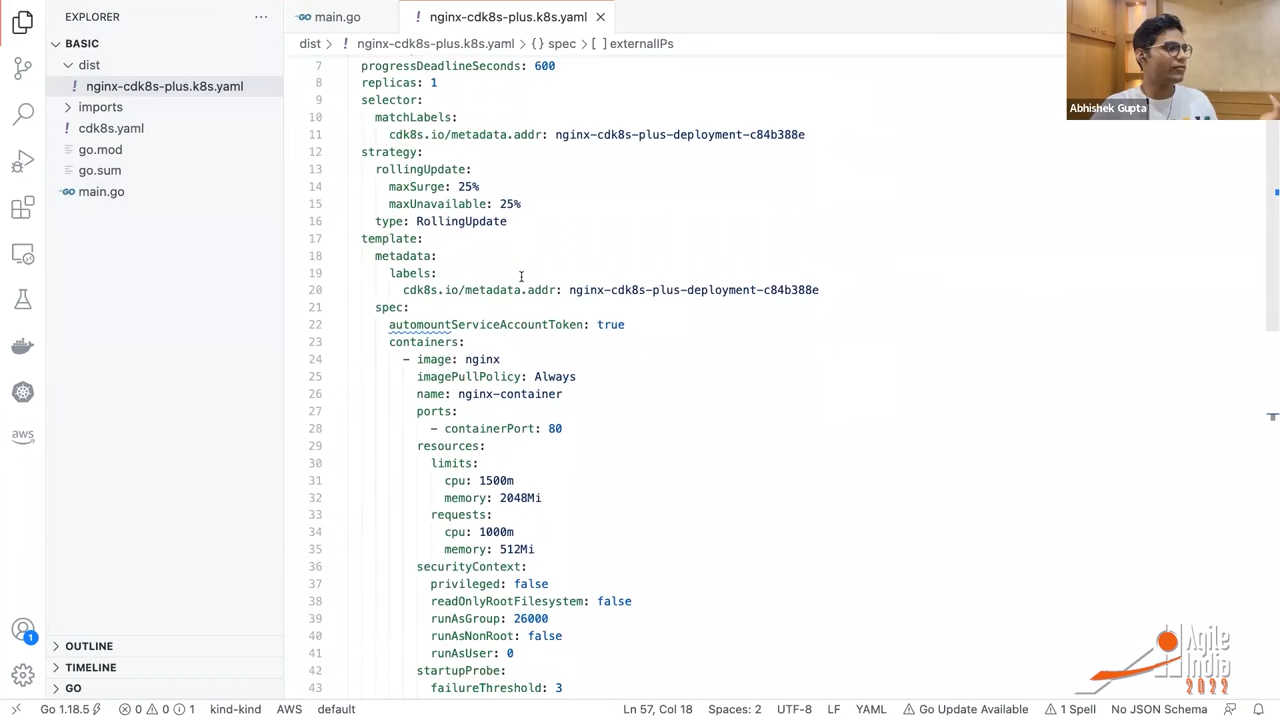 EXPLORER
main.go
nginx-cdk8s-plus.k8s.yaml
BASIC
dist
nginx-cdk8s-plus.k8s.yaml
imports
cdk8s.yaml
go.mod
go.sum
main.go
OUTLINE
TIMELINE
GO
dist > nginx-cdk8s-plus.k8s.yaml > {} spec > [ ] externalIPs
7 progressDeadlineSeconds: 600
8 replicas: 1
9 selector:
10 matchLabels:
11 cdk8s.io/metadata.addr: nginx-cdk8s-plus-deployment-c84b388e
12 strategy:
13 rollingUpdate:
14 maxSurge: 25%
15 maxUnavailable: 25%
16 type: RollingUpdate
17 template:
18 metadata:
19 labels:
20 cdk8s.io/metadata.addr: nginx-cdk8s-plus-deployment-c84b388e
21 spec:
22 automountServiceAccountToken: true
23 containers:
24 - image: nginx
25 imagePullPolicy: Always
26 name: nginx-container
27 ports:
28 - containerPort: 80
29 resources:
30 limits:
31 cpu: 1500m
32 memory: 2048Mi
33 requests:
34 cpu: 1000m
35 memory: 512Mi
36 securityContext:
37 privileged: false
38 readOnlyRootFilesystem: false
39 runAsGroup: 26000
40 runAsNonRoot: false
41 runAsUser: 0
42 startupProbe:
43 failureThreshold: 3
Abhishek Gupta
Agile
India
2022
aws
1
Go 1.18.5 0 0 1 kind-kind AWS default Ln 57, Col 18 Spaces: 2 UTF-8 LF YAML Go Update Available 1 Spell No JSON Schema